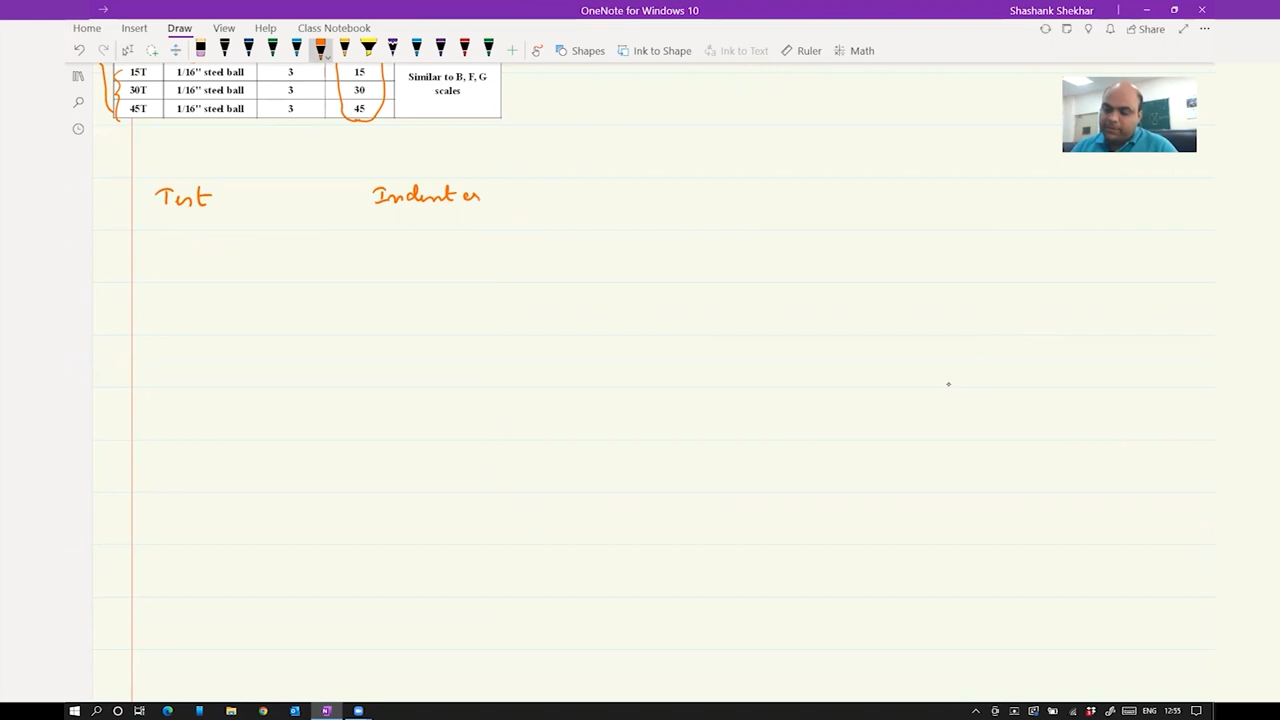 OneNote for Windows 10
Shashank Shekhar
Home Insert Draw View Help Class Notebook
Share
Shapes Ink to Shape Ink to Text Ruler Math
15T 1/16" steel ball 3 15
30T 1/16" steel ball 3 30
45T 1/16" steel ball 3 45
Similar to B, F, G
scales
Test Indenter
ENG 12:55